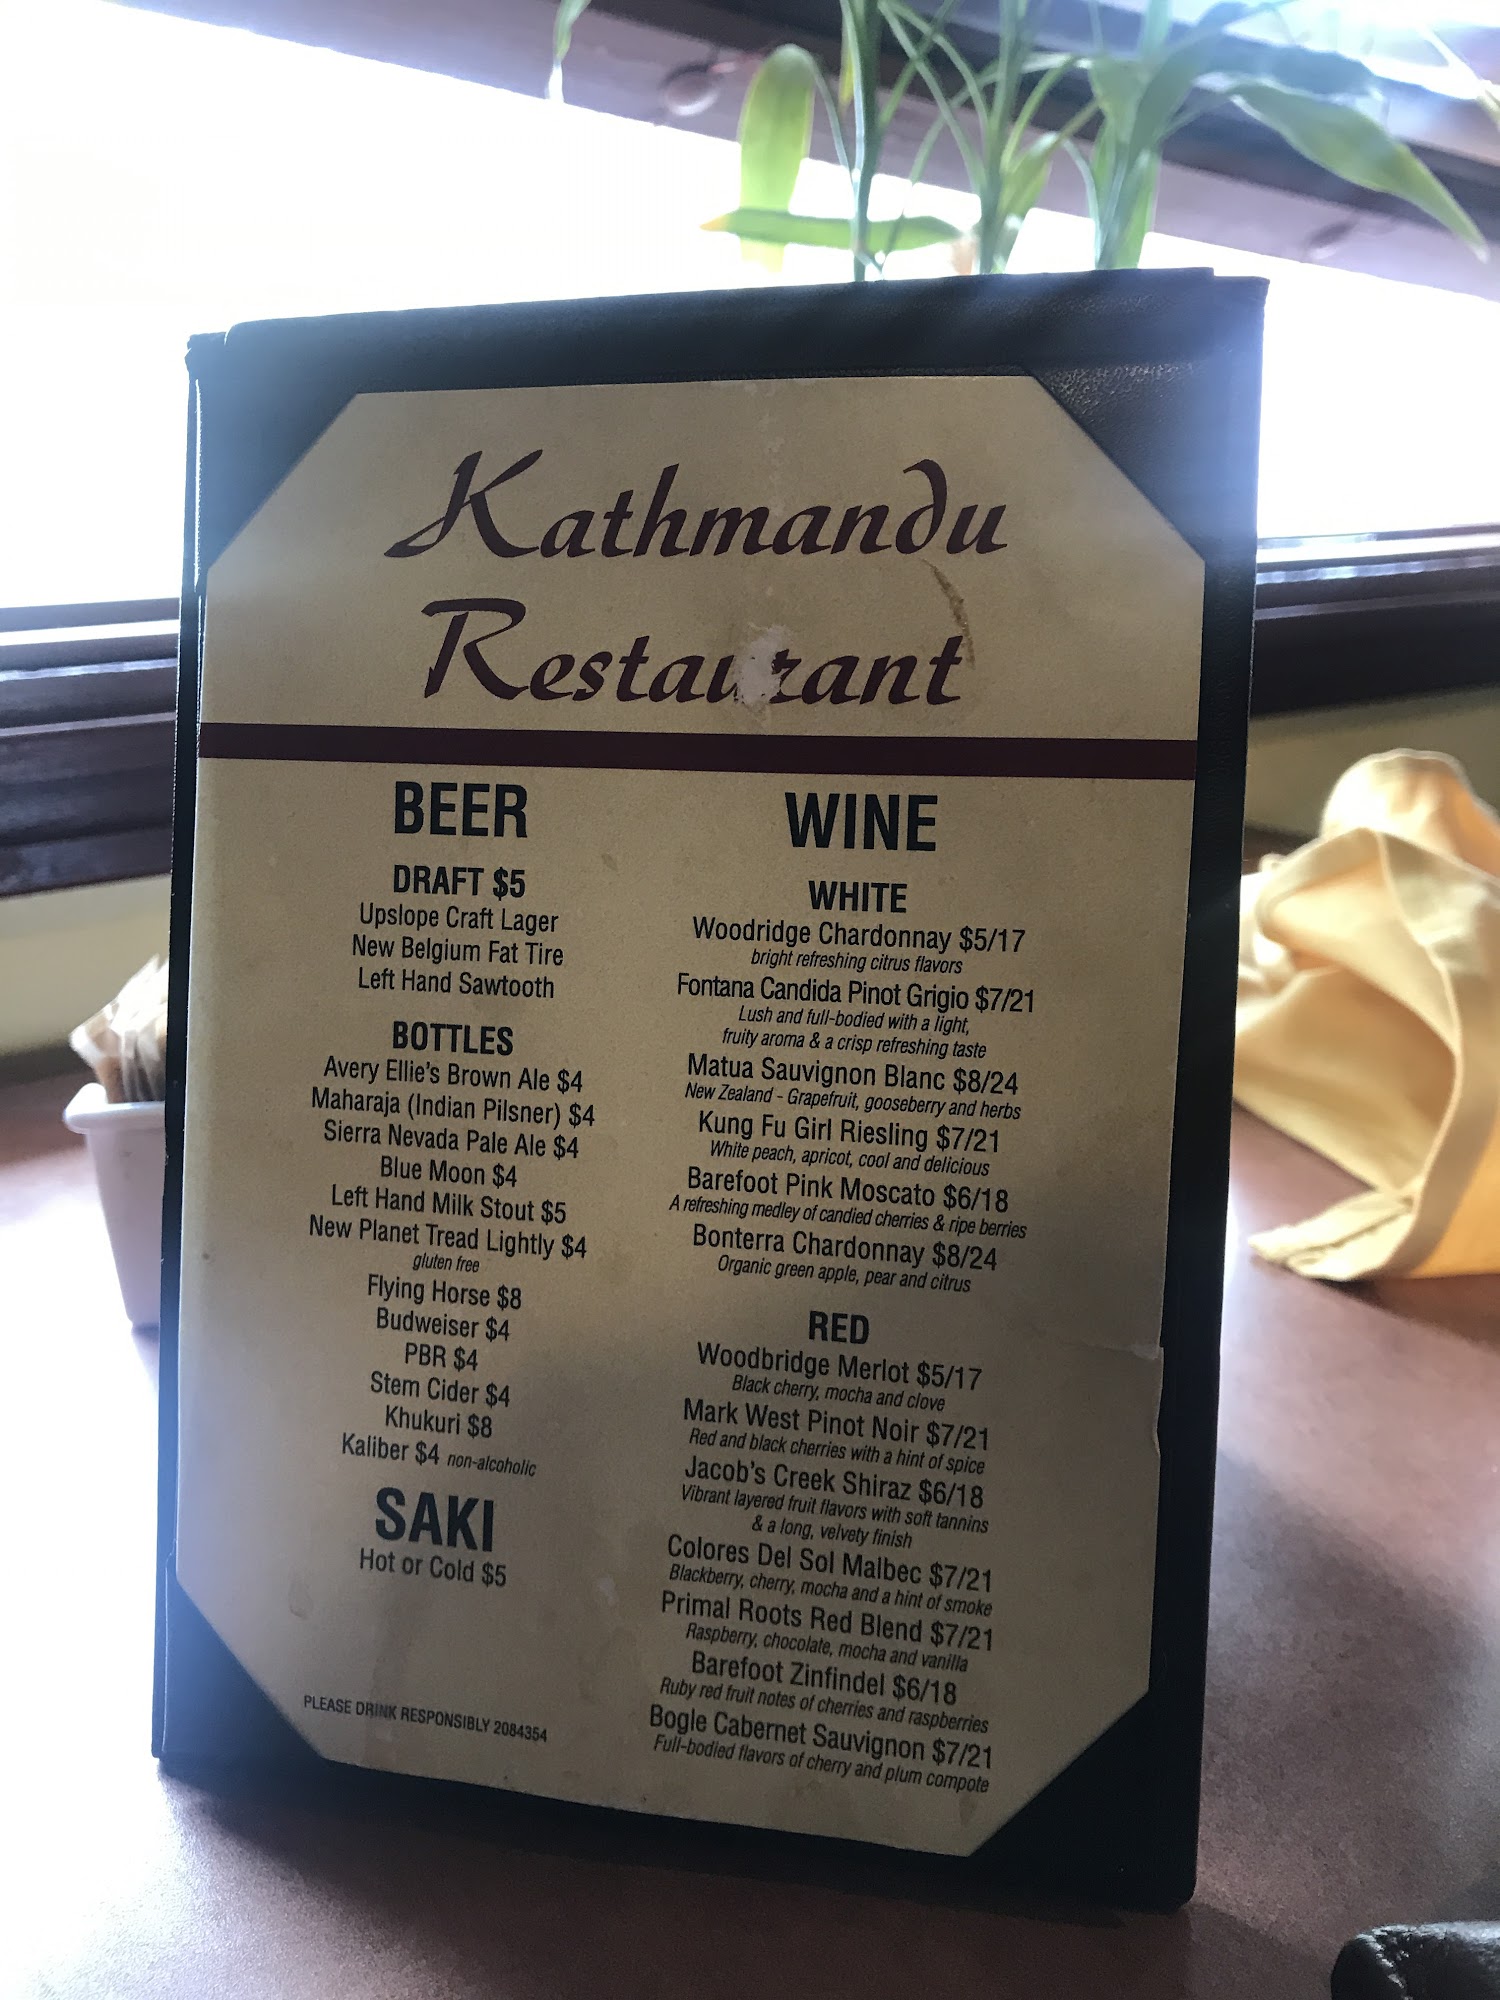 Kathmandu
Restaurant
BEER
DRAFT $5
Upslope Craft Lager
New Belgium Fat Tire
Left Hand Sawtooth
BOTTLES
Avery Ellie's Brown Ale $4
Maharaja (Indian Pilsner) $4
Sierra Nevada Pale Ale $4
Blue Moon $4
Left Hand Milk Stout $5
New Planet Tread Lightly $4
gluten free
Flying Horse $8
Budweiser $4
PBR $4
Stem Cider $4
Khukuri $8
Kaliber $4 non-alcoholic
SAKI
Hot or Cold $5
PLEASE DRINK RESPONSIBLY 2084354
WINE
WHITE
Woodridge Chardonnay $5/17
bright refreshing citrus flavors
Fontana Candida Pinot Grigio $7/21
Lush and full-bodied with a light,
fruity aroma & a crisp refreshing taste
Matua Sauvignon Blanc $8/24
New Zealand - Grapefruit, gooseberry and herbs
Kung Fu Girl Riesling $7/21
White peach, apricot, cool and delicious
Barefoot Pink Moscato $6/18
A refreshing medley of candied cherries & ripe berries
Bonterra Chardonnay $8/24
Organic green apple, pear and citrus
RED
Woodbridge Merlot $5/17
Black cherry, mocha and clove
Mark West Pinot Noir $7/21
Red and black cherries with a hint of spice
Jacob's Creek Shiraz $6/18
Vibrant layered fruit flavors with soft tannins
& a long, velvety finish
Colores Del Sol Malbec $7/21
Blackberry, cherry, mocha and a hint of smoke
Primal Roots Red Blend $7/21
Raspberry, chocolate, mocha and vanilla
Barefoot Zinfindel $6/18
Ruby red fruit notes of cherries and raspberries
Bogle Cabernet Sauvignon $7/21
Full-bodied flavors of cherry and plum compote